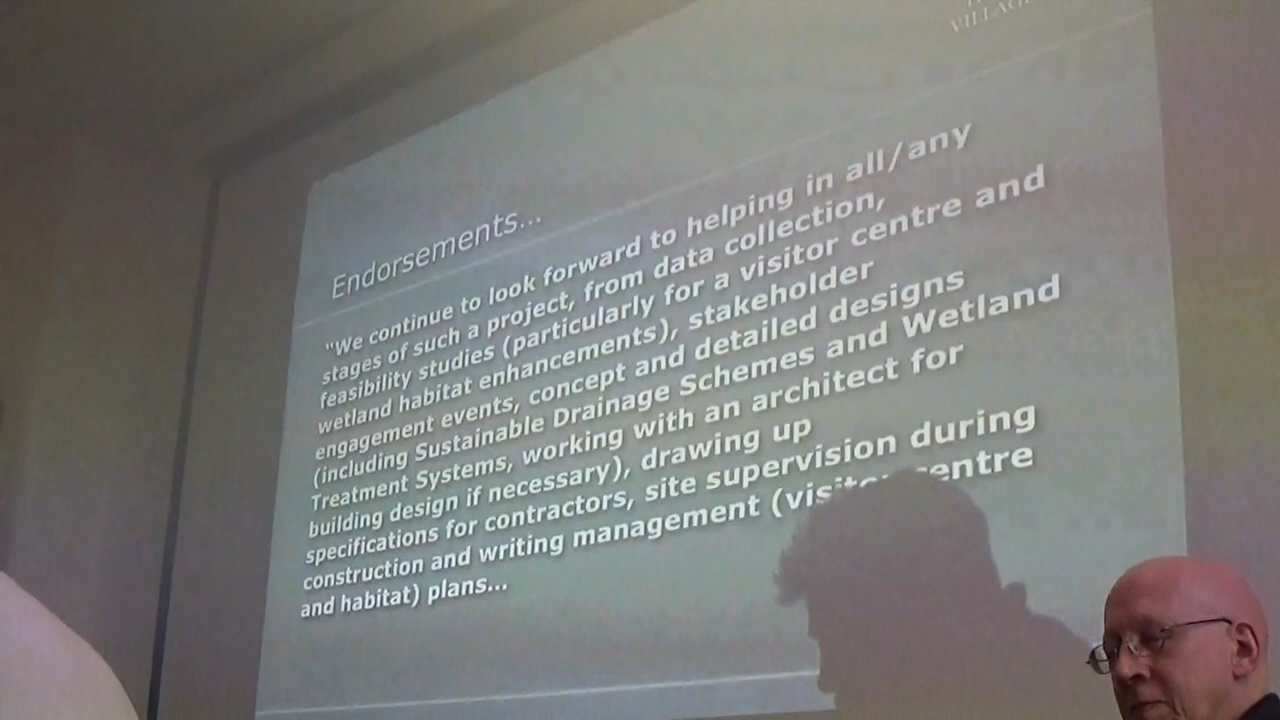 VILLAGE
Endorsements...
"We continue to look forward to helping in all/any
stages of such a project, from data collection,
feasibility studies (particularly for a visitor centre and
wetland habitat enhancements), stakeholder
engagement events, concept and detailed designs
(including Sustainable Drainage Schemes and Wetland
Treatment Systems, working with an architect for
building design if necessary), drawing up
specifications for contractors, site supervision during
construction and writing management (visitor centre
and habitat) plans...